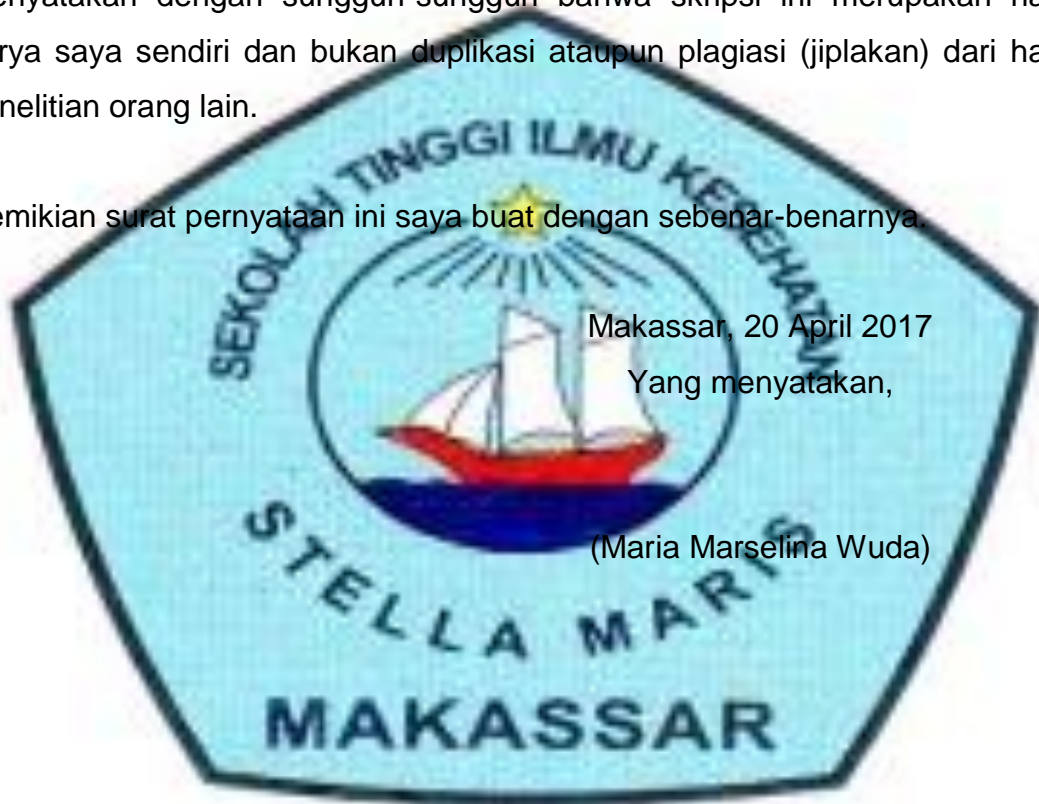 enyatakan dengan sungguh-sungguh bahwa skripsi ini merupakan ha
rya saya sendiri dan bukan duplikasi ataupun plagiasi (jiplakan) dari ha
nelitian orang lain.
emikian surat pernyataan ini saya buat dengan sebenar-benarnya.
Makassar, 20 April 2017
Yang menyatakan,
(Maria Marselina Wuda)
SEKOLAH TINGGI ILMU KESEHATAN
STELLA MARIS
MAKASSAR